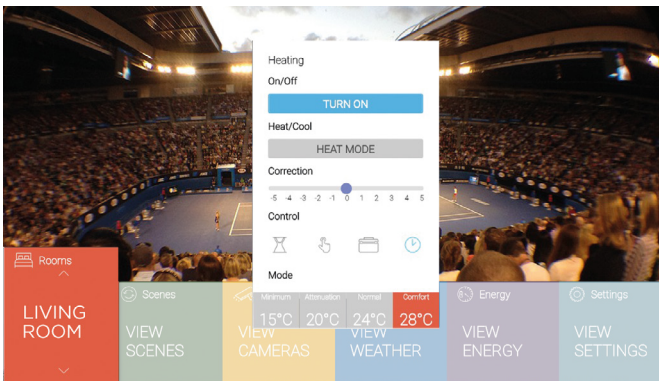 Heating
On/Off
TURN ON
Heat/Cool
HEAT MODE
Correction
-5 -4 -3 -2 -1 0 1 2 3 4 5
Control
Mode
Minimum Attenuation Normal Comfort
15°C 20°C 24°C 28°C
Rooms
LIVING
ROOM
Scenes
VIEW
SCENES
VIEW
CAMERAS
VIEW
WEATHER
Energy
VIEW
ENERGY
Settings
VIEW
SETTINGS